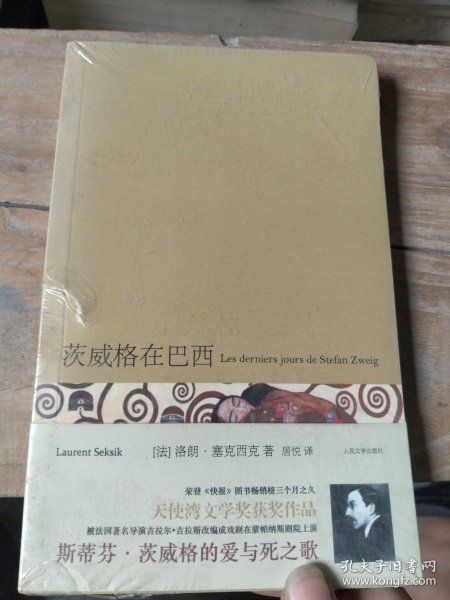 茨威格在巴西 Les derniers jours de Stefan Zweig
Laurent Seksik
[法] 洛朗·塞克西克 著 居悦 译
人民文学出版社
荣登《快报》图书畅销榜三个月之久
天使湾文学奖获奖作品
被法国著名导演吉拉尔·吉拉斯改编成戏剧在蒙帕纳斯剧院上演
斯蒂芬·茨威格的爱与死之歌
孔夫子旧书网
www.kongfz.com